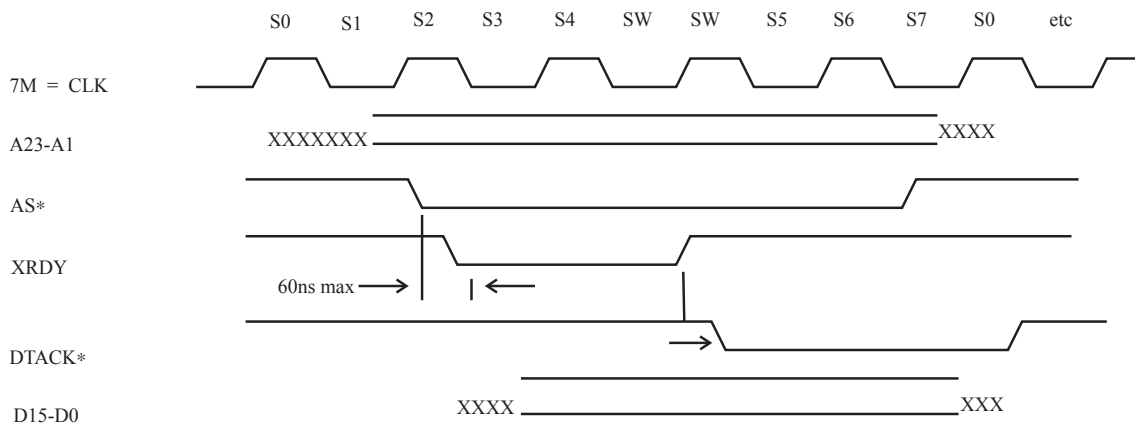 S0 S1 S2 S3 S4 SW SW S5 S6 S7 S0 etc
7M = CLK
A23-A1 XXXXXXX XXXX
AS*
XRDY
60ns max
DTACK*
D15-D0 XXXX XXX